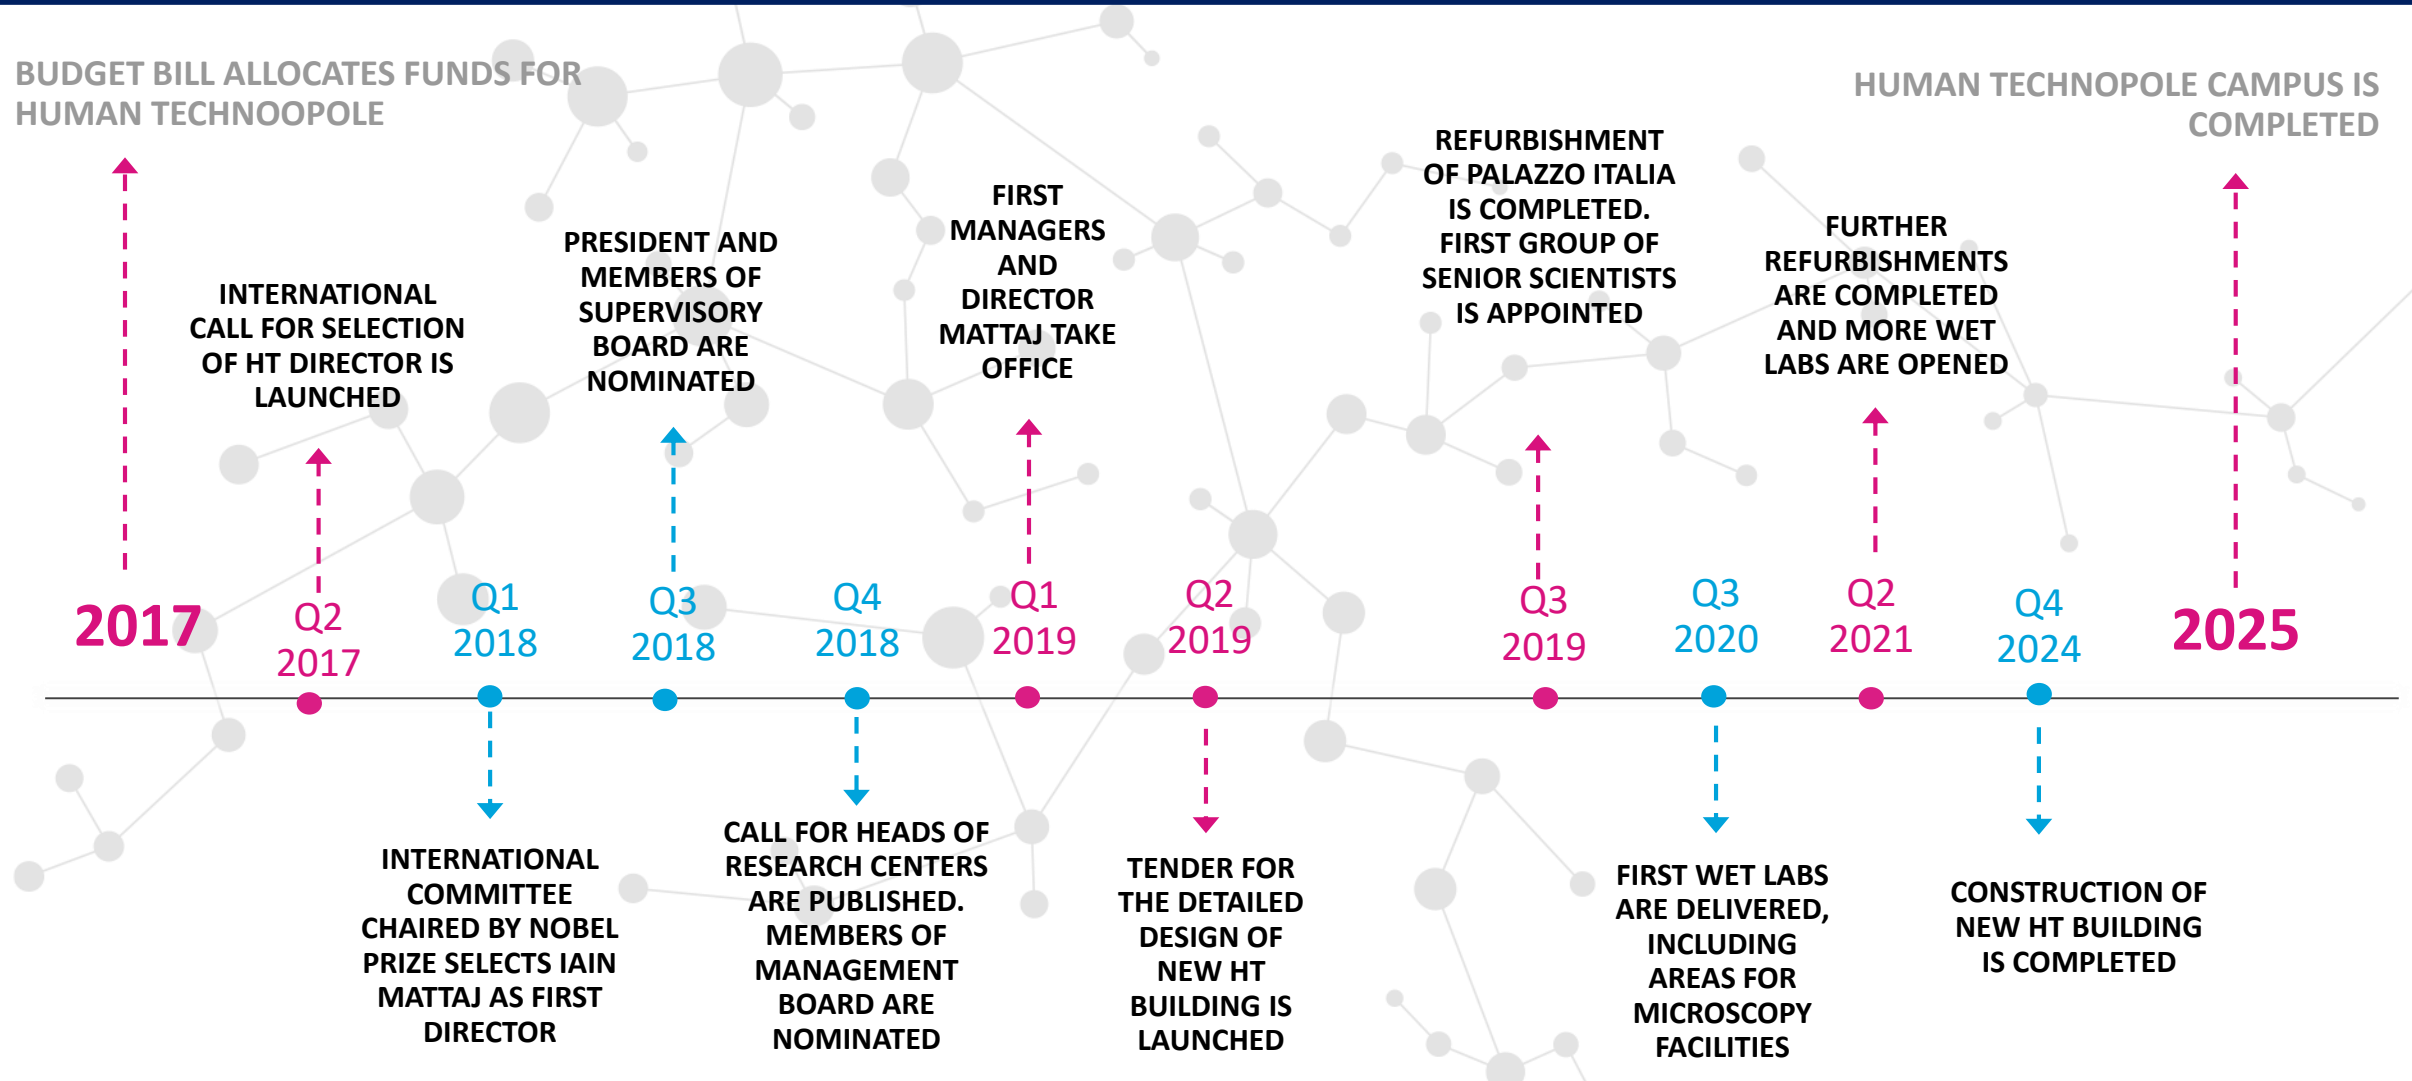 BUDGET BILL ALLOCATES FUNDS FOR
HUMAN TECHNOOPOLE
HUMAN TECHNOPOLE CAMPUS IS
COMPLETED
INTERNATIONAL
CALL FOR SELECTION
OF HT DIRECTOR IS
LAUNCHED
PRESIDENT AND
MEMBERS OF
SUPERVISORY
BOARD ARE
NOMINATED
FIRST
MANAGERS
AND
DIRECTOR
MATTAJ TAKE
OFFICE
REFURBISHMENT
OF PALAZZO ITALIA
IS COMPLETED.
FIRST GROUP OF
SENIOR SCIENTISTS
IS APPOINTED
FURTHER
REFURBISHMENTS
ARE COMPLETED
AND MORE WET
LABS ARE OPENED
2017
Q2
2017
Q1
2018
Q3
2018
Q4
2018
Q1
2019
Q2
2019
Q3
2019
Q3
2020
Q2
2021
Q4
2024
2025
INTERNATIONAL
COMMITTEE
CHAIRED BY NOBEL
PRIZE SELECTS IAIN
MATTAJ AS FIRST
DIRECTOR
CALL FOR HEADS OF
RESEARCH CENTERS
ARE PUBLISHED.
MEMBERS OF
MANAGEMENT
BOARD ARE
NOMINATED
TENDER FOR
THE DETAILED
DESIGN OF
NEW HT
BUILDING IS
LAUNCHED
FIRST WET LABS
ARE DELIVERED,
INCLUDING
AREAS FOR
MICROSCOPY
FACILITIES
CONSTRUCTION OF
NEW HT BUILDING
IS COMPLETED